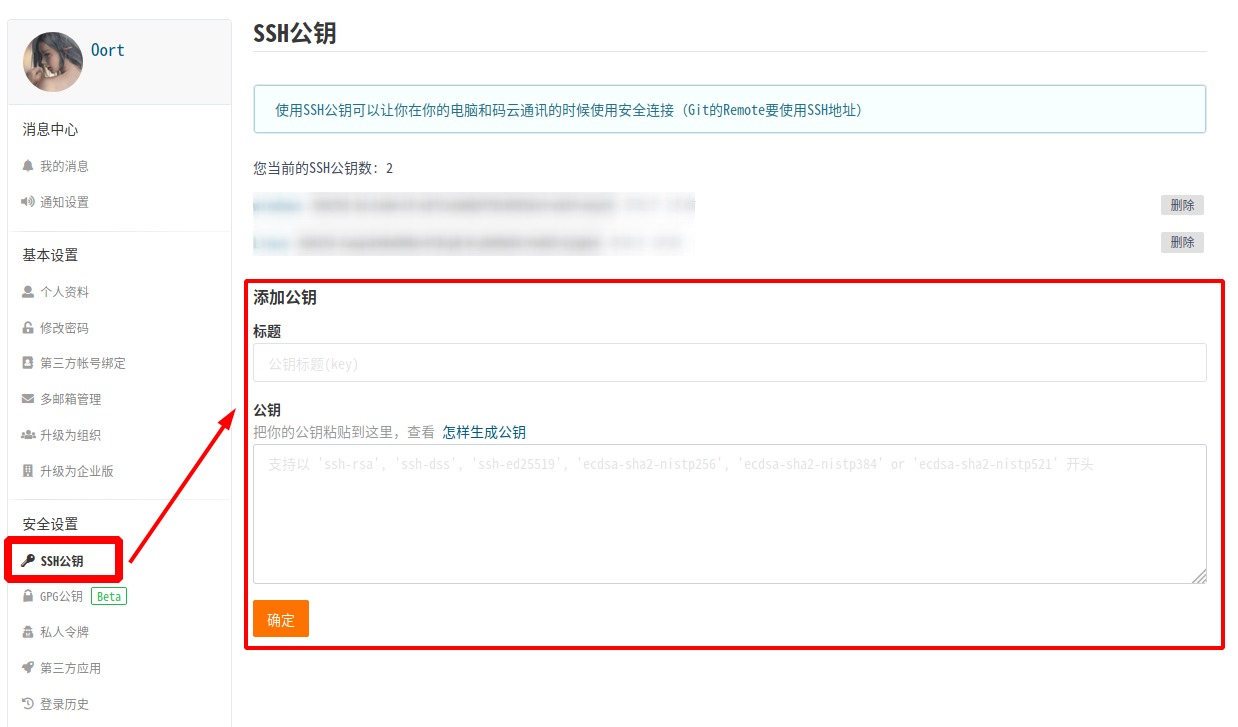 Oort
消息中心
我的消息
通知设置
基本设置
个人资料
修改密码
第三方帐号绑定
多邮箱管理
升级为组织
升级为企业版
安全设置
SSH公钥
GPG公钥 Beta
私人令牌
第三方应用
登录历史
SSH公钥
使用SSH公钥可以让你在你的电脑和码云通讯的时候使用安全连接（Git的Remote要使用SSH地址）
您当前的SSH公钥数: 2
删除
删除
添加公钥
标题
公钥标题(key)
公钥
把你的公钥粘贴到这里，查看 怎样生成公钥
支持以 'ssh-rsa', 'ssh-dss', 'ssh-ed25519', 'ecdsa-sha2-nistp256', 'ecdsa-sha2-nistp384' or 'ecdsa-sha2-nistp521' 开头
确定